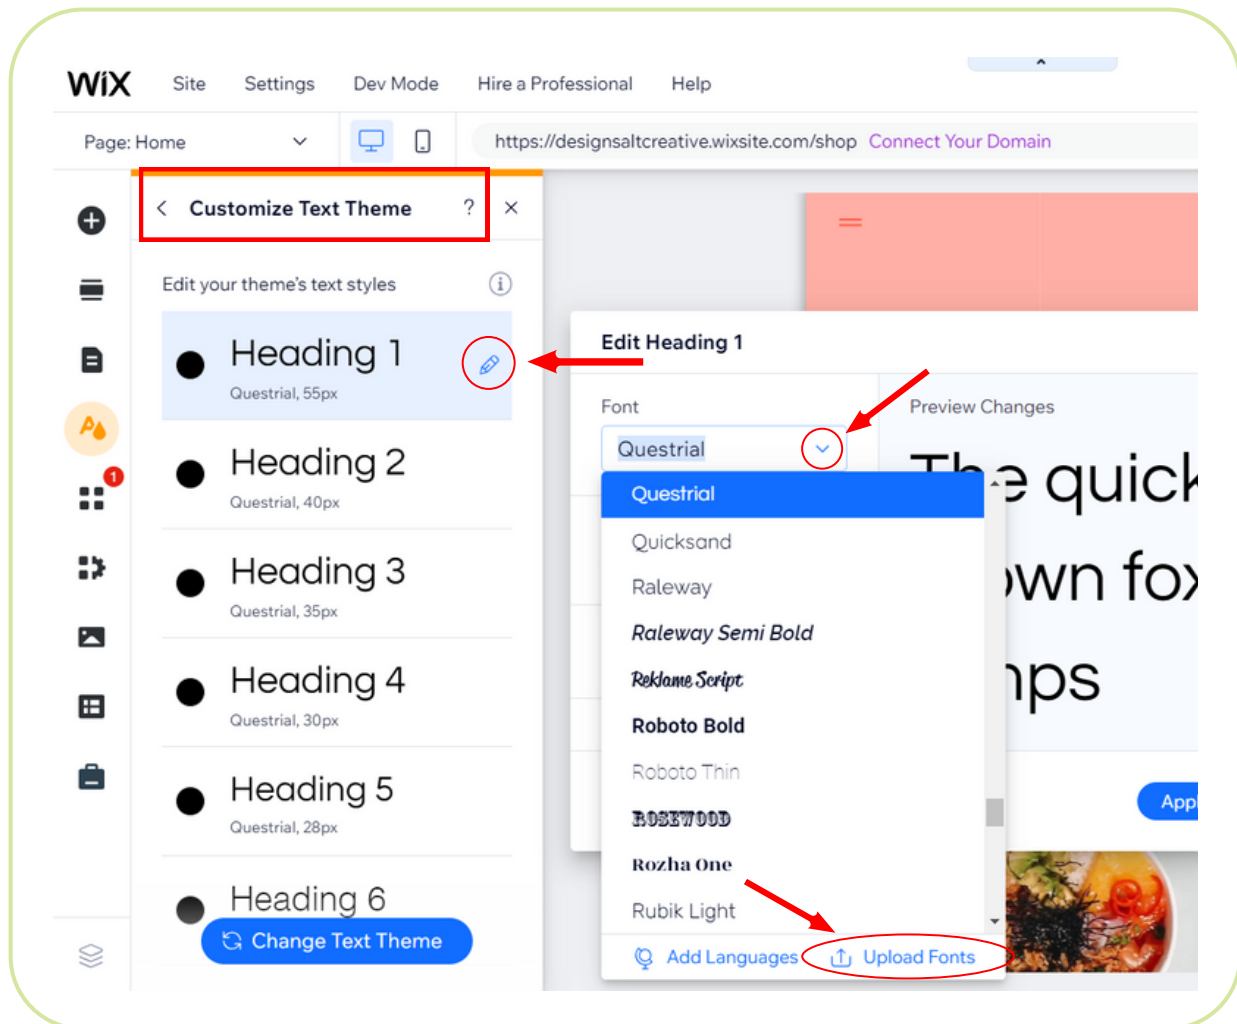 WiX Site Settings Dev Mode Hire a Professional Help
Page: Home https://designsaltcreative.wixsite.com/shop Connect Your Domain
Customize Text Theme ?
Edit your theme's text styles
Heading 1
Questrial, 55px
1
Heading 2
Questrial, 40px
Heading 3
Questrial, 35px
Heading 4
Questrial, 30px
Heading 5
Questrial, 28px
Heading 6
Change Text Theme
Edit Heading 1
Font
Questrial
Questrial
Quicksand
Raleway
Raleway Semi Bold
Reklame Script
Roboto Bold
Roboto Thin
ROSEWOOD
Rozha One
Rubik Light
Add Languages Upload Fonts
Preview Changes
The quick
own fox
mps
Appl